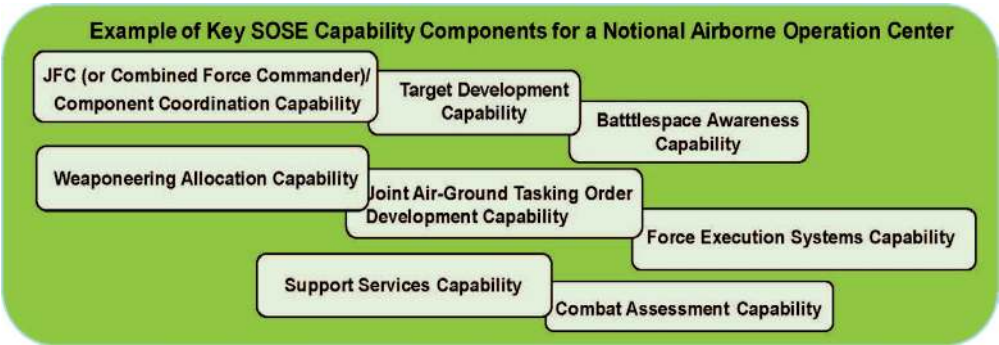 Example of Key SOSE Capability Components for a Notional Airborne Operation Center
JFC (or Combined Force Commander)/
Component Coordination Capability
Target Development
Capability
Batttlespace Awareness
Capability
Weaponeering Allocation Capability
Joint Air-Ground Tasking Order
Development Capability
Force Execution Systems Capability
Support Services Capability
Combat Assessment Capability